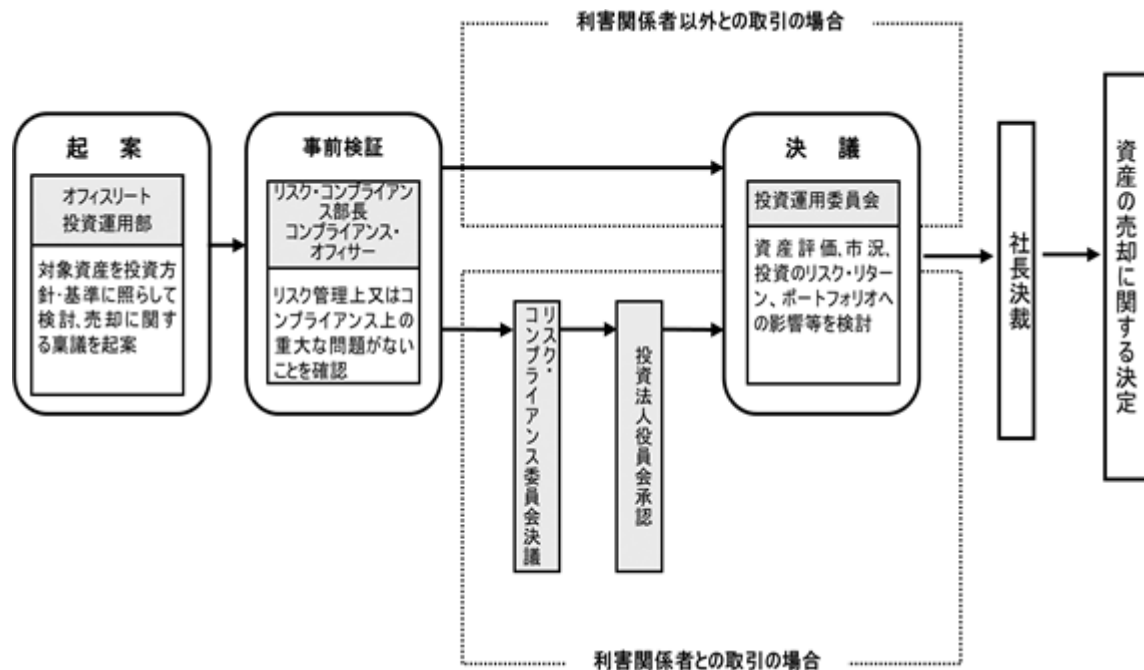 利害関係者以外との取引の場合
起　案
オフィスリート
投資運用部
対象資産を投資方
針・基準に照らして
検討、売却に関す
る稟議を起案
事前検証
リスク・コンプライアン
ス部長
コンプライアンス・
オフィサー
リスク管理上又はコ
ンプライアンス上の
重大な問題がない
ことを確認
リスク・
コンプライアンス委員会決議
投資法人役員会承認
決　議
投資運用委員会
資産評価、市況、
投資のリスク・リター
ン、ポートフォリオへ
の影響等を検討
社長決裁
資産の売却に関する決定
利害関係者との取引の場合